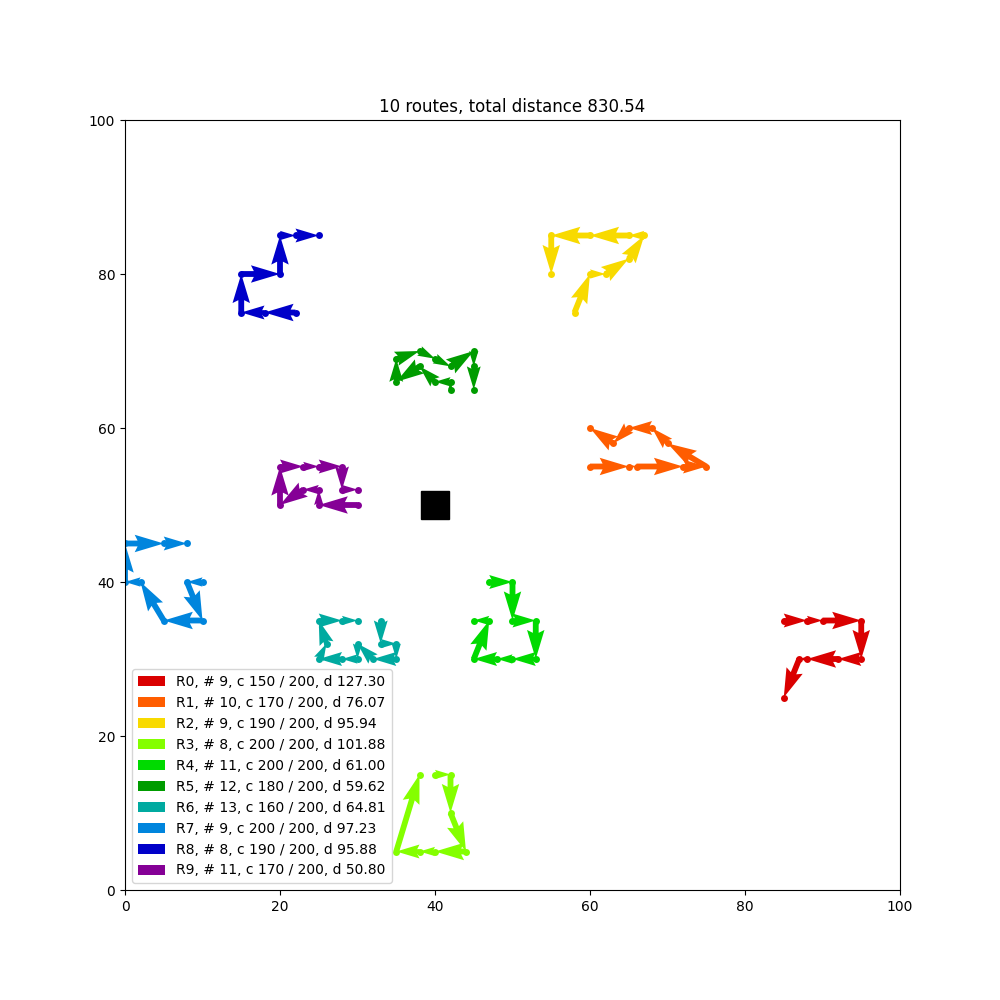 10 routes, total distance 830.54
100
80
60
40
20
0
R0, # 9, c 150 / 200, d 127.30
R1, # 10, c 170 / 200, d 76.07
R2, # 9, c 190 / 200, d 95.94
R3, # 8, c 200 / 200, d 101.88
R4, # 11, c 200 / 200, d 61.00
R5, # 12, c 180 / 200, d 59.62
R6, # 13, c 160 / 200, d 64.81
R7, # 9, c 200 / 200, d 97.23
R8, # 8, c 190 / 200, d 95.88
R9, # 11, c 170 / 200, d 50.80
0 20 40 60 80 100